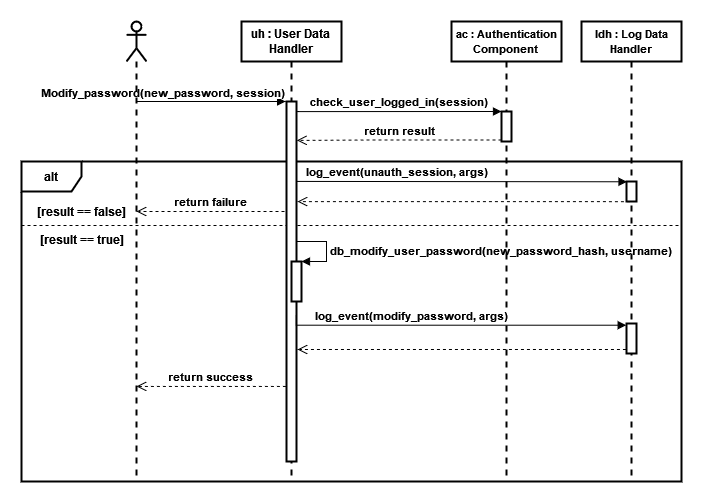 uh : User Data
Handler
ac : Authentication
Component
ldh : Log Data
Handler
Modify_password(new_password, session)
check_user_logged_in(session)
return result
alt
log_event(unauth_session, args)
return failure
[result == false]
[result == true]
db_modify_user_password(new_password_hash, username)
log_event(modify_password, args)
return success